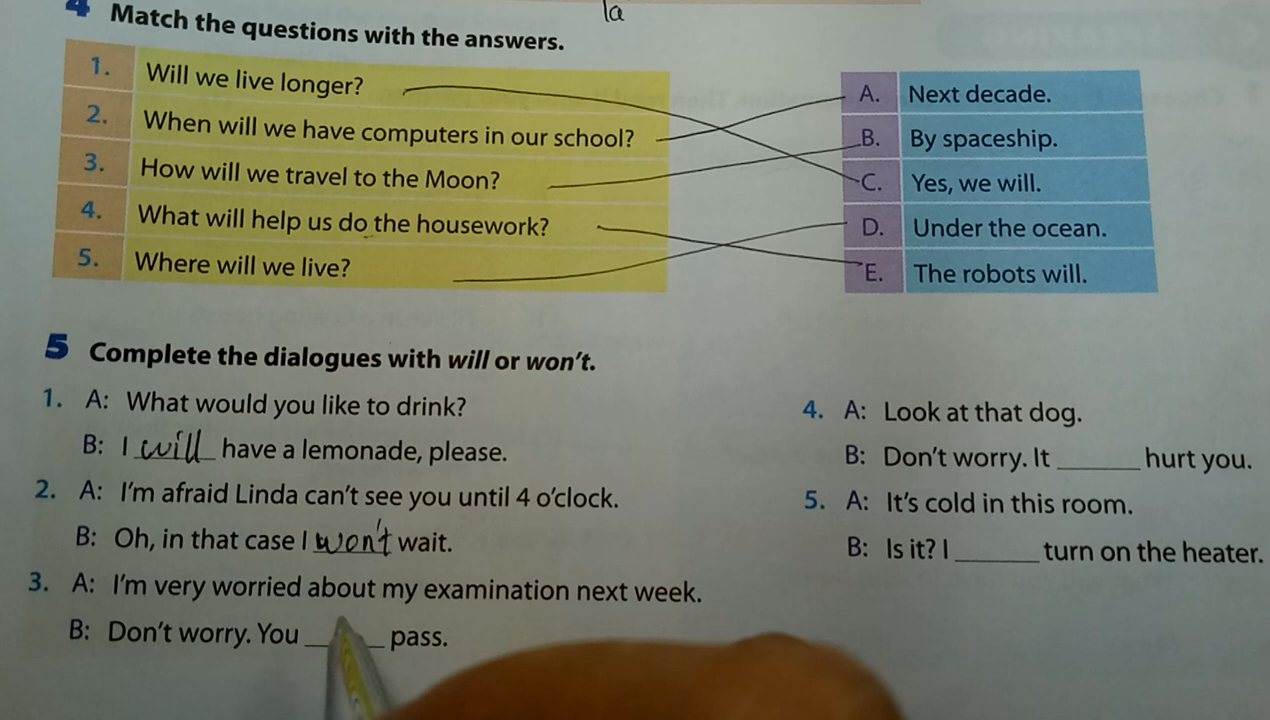 la
4 Match the questions with the answers.
1. Will we live longer?
2. When will we have computers in our school?
3. How will we travel to the Moon?
4. What will help us do the housework?
5. Where will we live?
A. Next decade.
B. By spaceship.
C. Yes, we will.
D. Under the ocean.
E. The robots will.
5 Complete the dialogues with will or won't.
1. A: What would you like to drink?
B: I will have a lemonade, please.
2. A: I'm afraid Linda can't see you until 4 o'clock.
B: Oh, in that case I won't wait.
3. A: I'm very worried about my examination next week.
B: Don't worry. You ______ pass.
4. A: Look at that dog.
B: Don't worry. It ______ hurt you.
5. A: It's cold in this room.
B: Is it? I ______ turn on the heater.